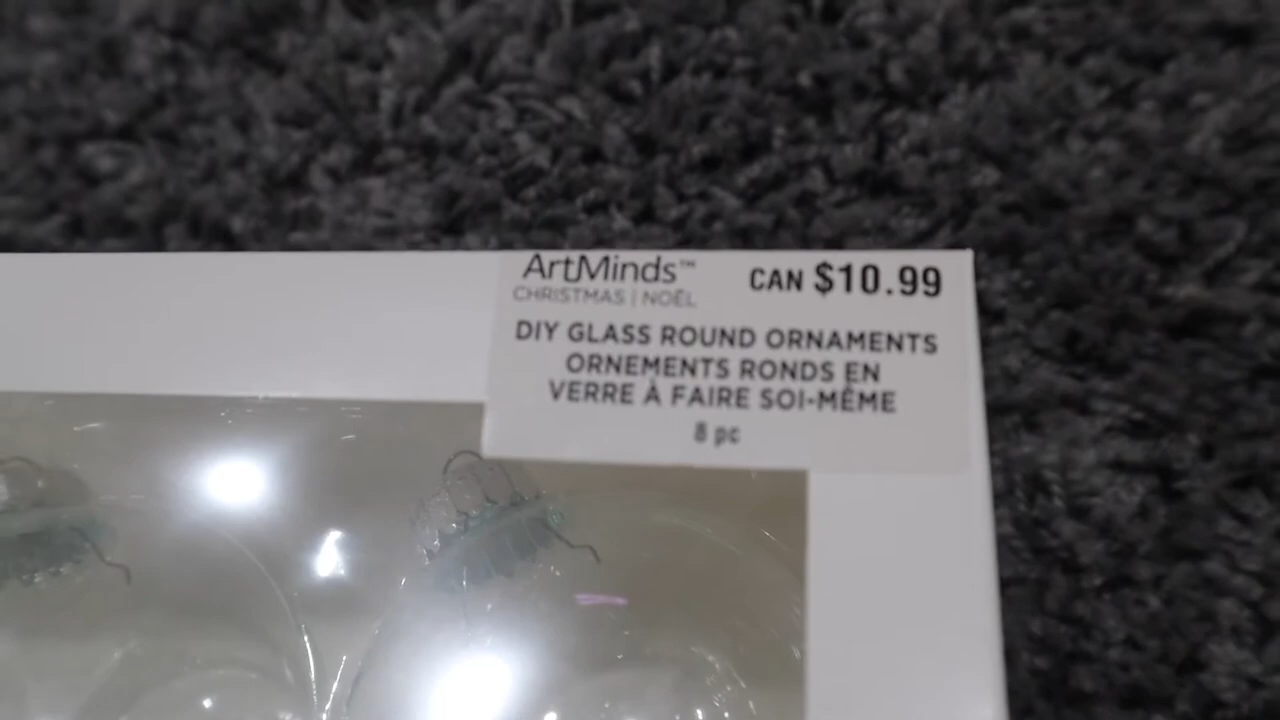 ArtMinds™
CHRISTMAS | NOËL
CAN $10.99
DIY GLASS ROUND ORNAMENTS
ORNEMENTS RONDS EN
VERRE À FAIRE SOI-MÊME
8 pc